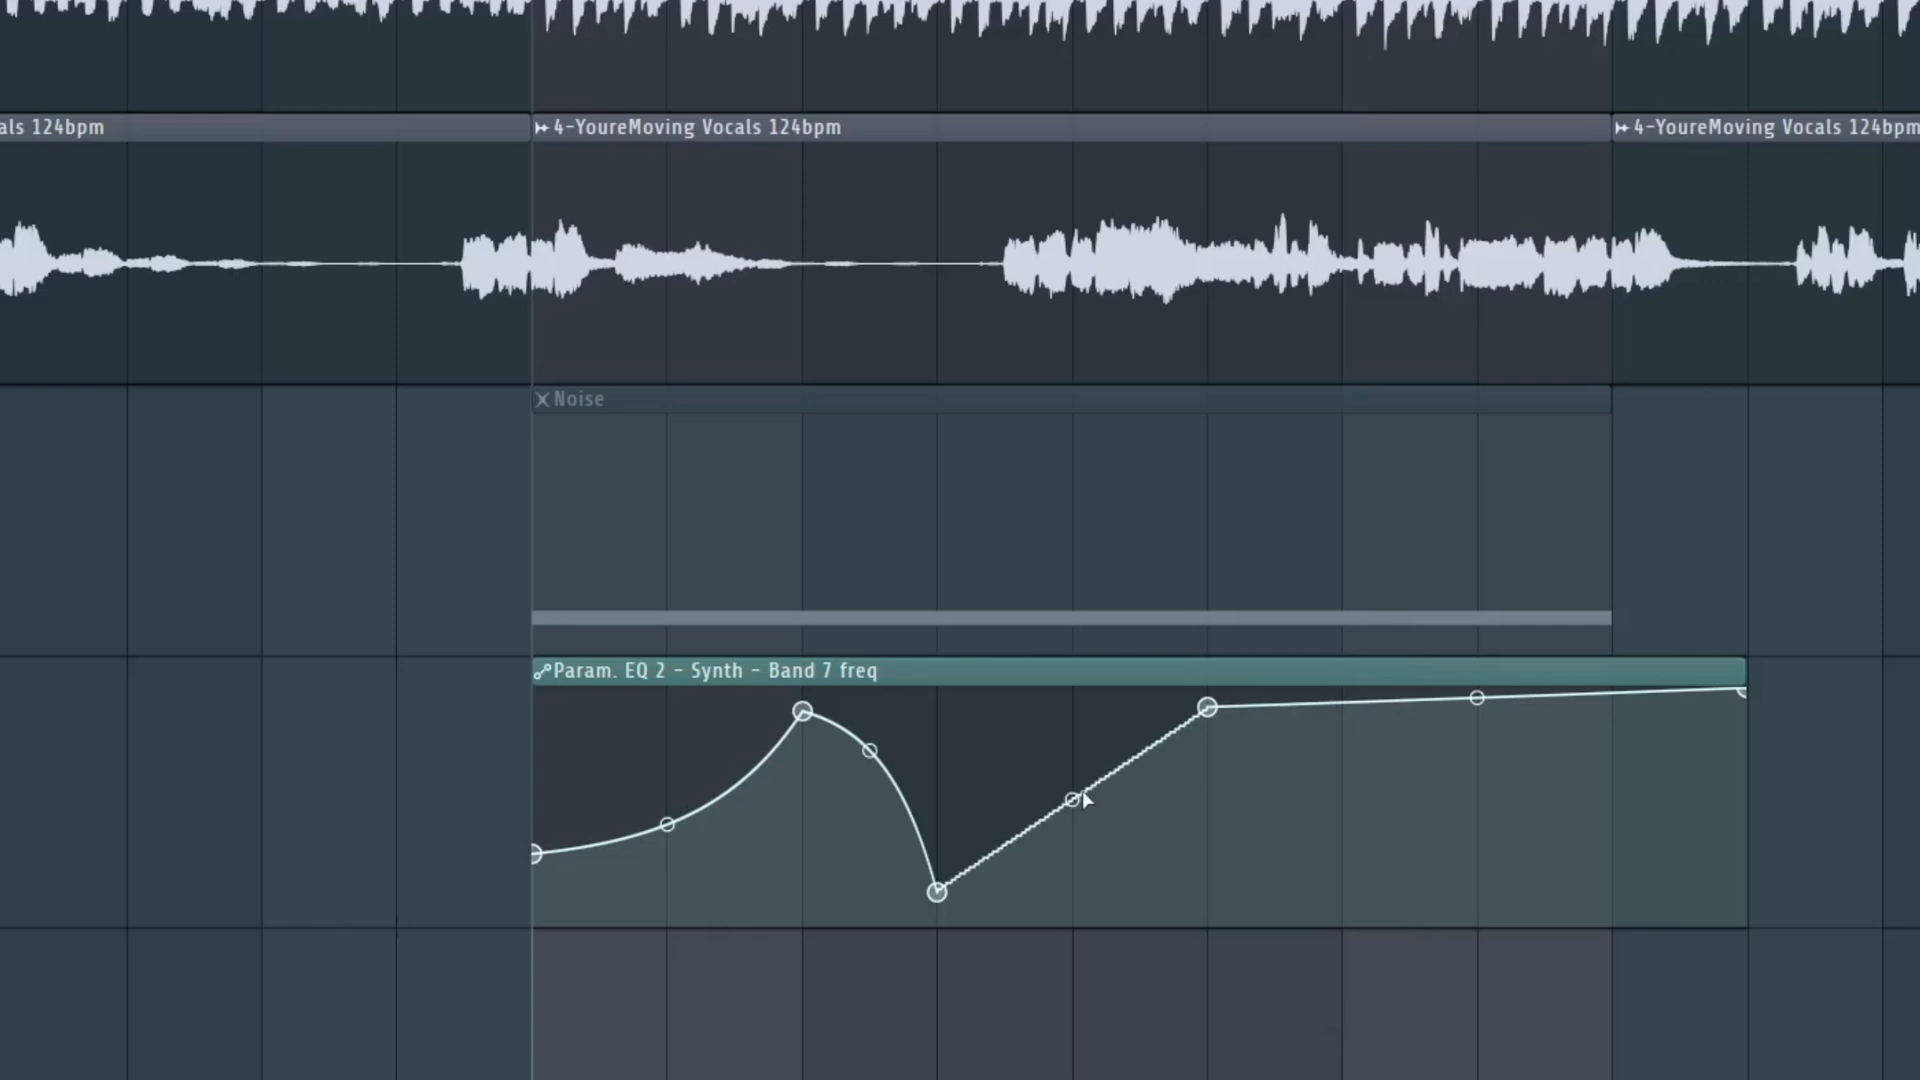 als 124bpm
4-YoureMoving Vocals 124bpm
4-YoureMoving Vocals 124bpm
Noise
Param. EQ 2 - Synth - Band 7 freq